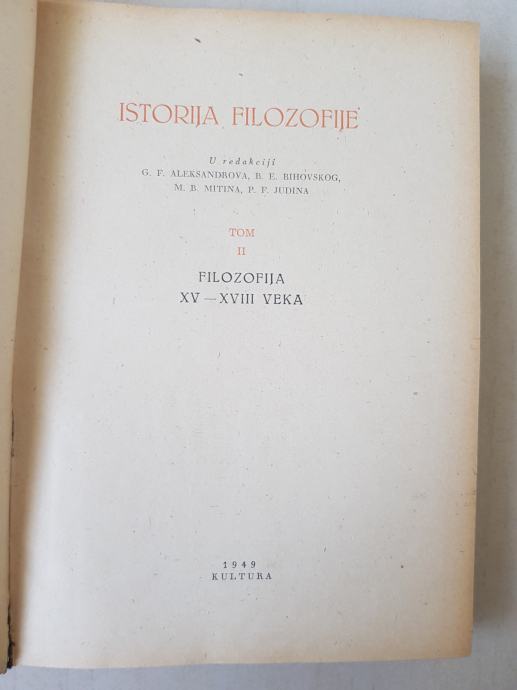 ISTORIJA FILOZOFIJE
U redakciji
G. F. ALEKSANDROVA, B. E. BIHOVSKOG,
M. B. MITINA, P. F. JUDINA
TOM
II
FILOZOFIJA
XV—XVIII VEKA
1949
KULTURA